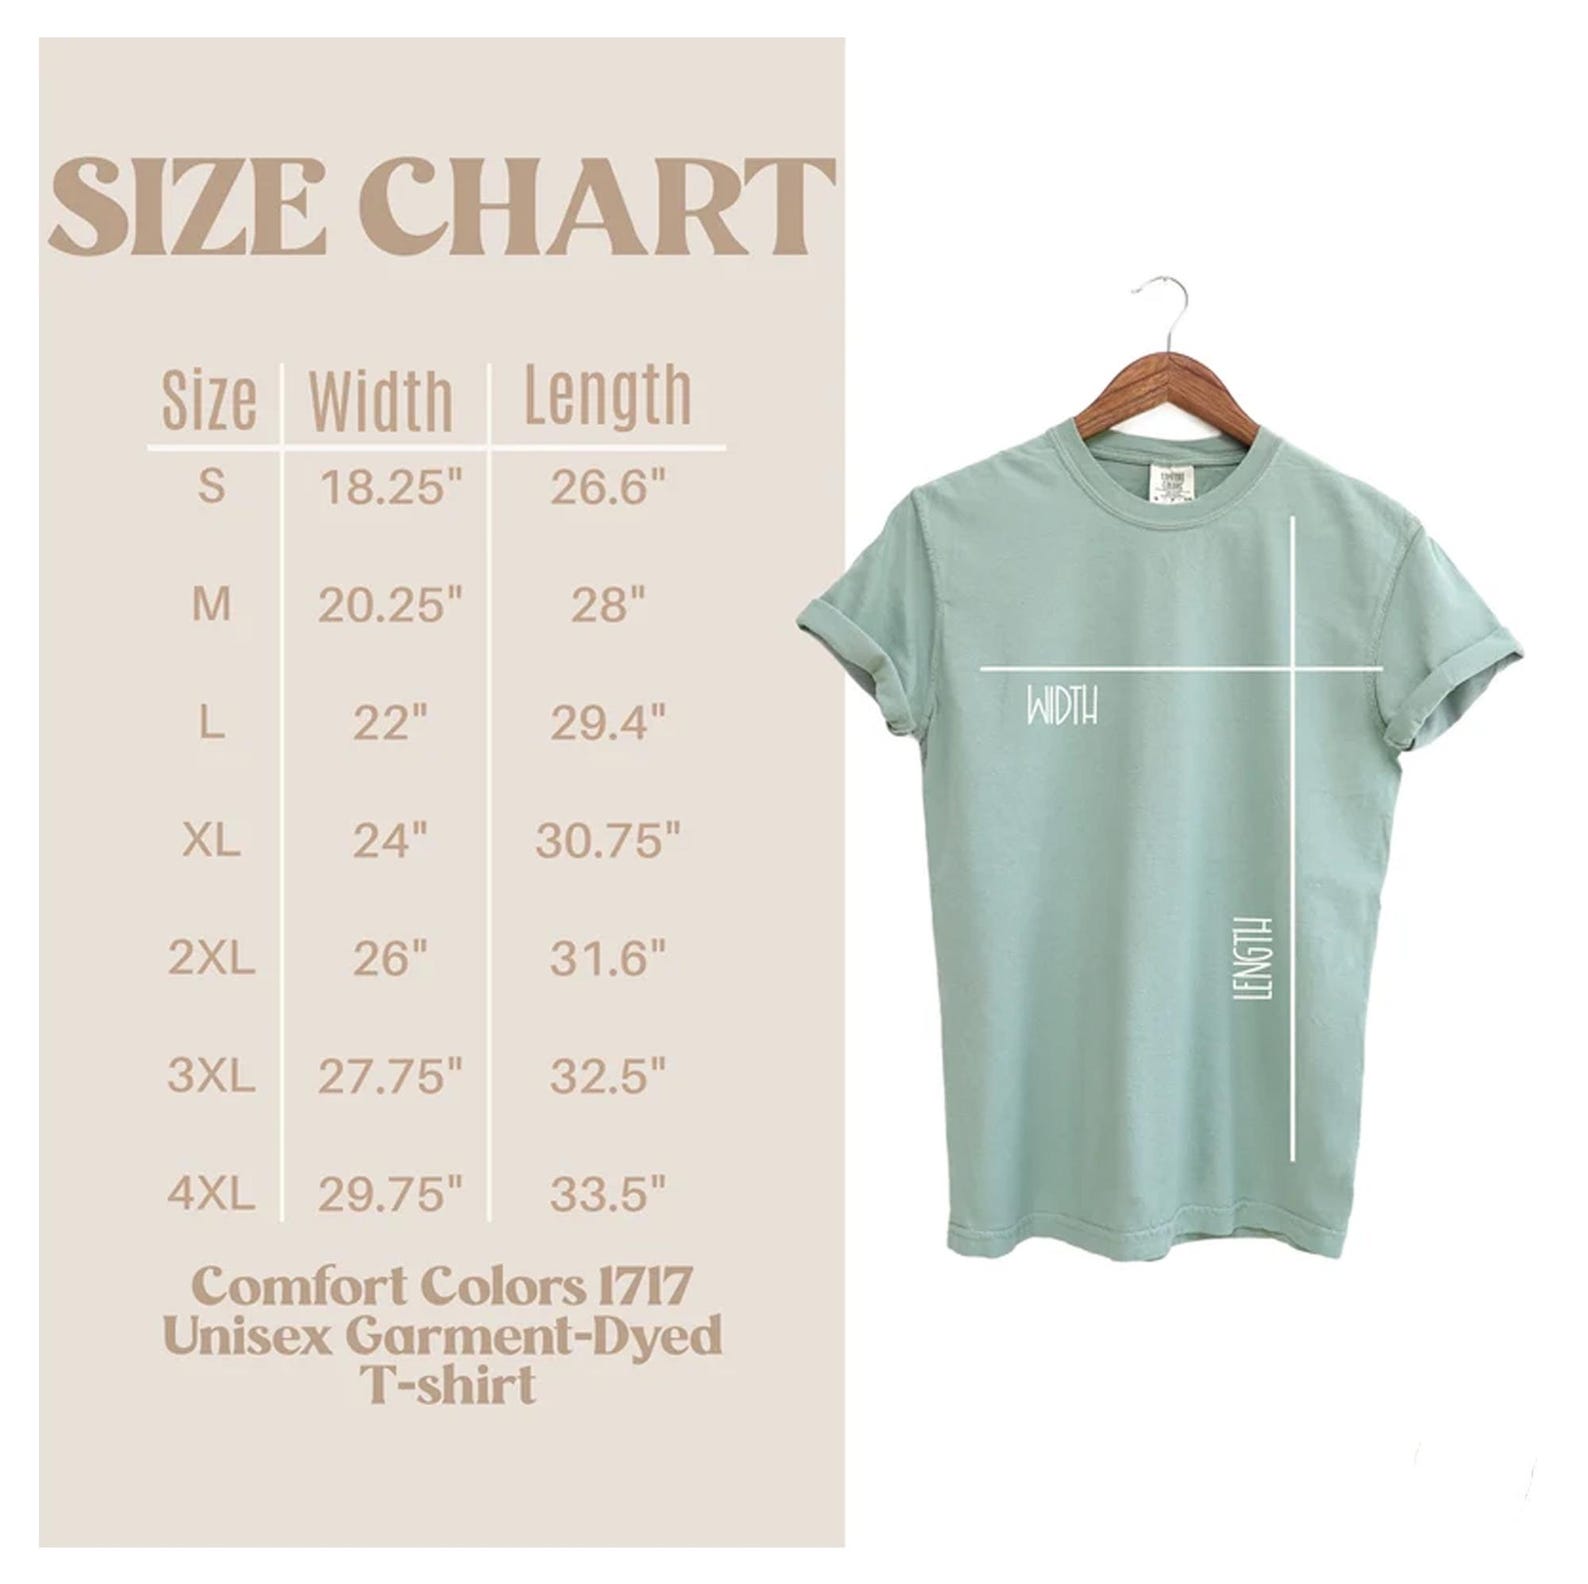 SIZE CHART
Size Width Length
S 18.25" 26.6"
M 20.25" 28"
L 22" 29.4"
XL 24" 30.75"
2XL 26" 31.6"
3XL 27.75" 32.5"
4XL 29.75" 33.5"
Comfort Colors 1717
Unisex Garment-Dyed
T-shirt
COMFORT
COLORS
WIDTH
LENGTH